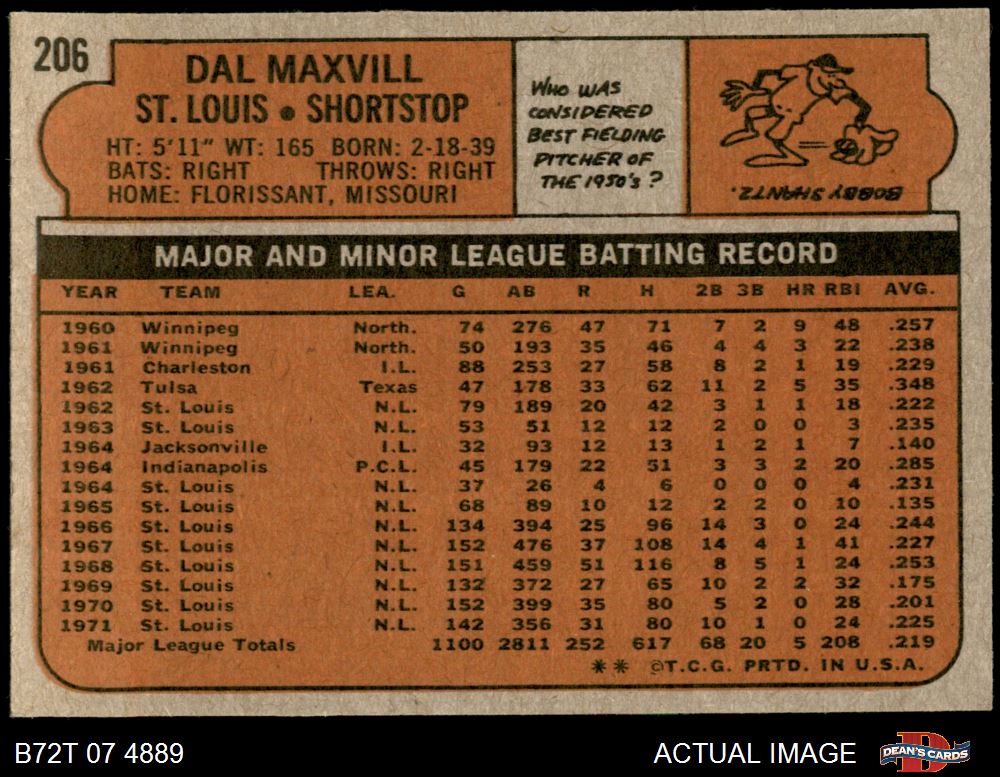 206
DAL MAXVILL
ST. LOUIS • SHORTSTOP
HT: 5'11" WT: 165 BORN: 2-18-39
BATS: RIGHT THROWS: RIGHT
HOME: FLORISSANT, MISSOURI
WHO WAS
CONSIDERED
BEST FIELDING
PITCHER OF
THE 1950's?
BOBBY SHANTZ.
MAJOR AND MINOR LEAGUE BATTING RECORD
YEAR TEAM LEA. G AB R H 2B 3B HR RBI AVG.
1960 Winnipeg North. 74 276 47 71 7 2 9 48 .257
1961 Winnipeg North. 50 193 35 46 4 4 3 22 .238
1961 Charleston I.L. 88 253 27 58 8 2 1 19 .229
1962 Tulsa Texas 47 178 33 62 11 2 5 35 .348
1962 St. Louis N.L. 79 189 20 42 3 1 1 18 .222
1963 St. Louis N.L. 53 51 12 12 2 0 0 3 .235
1964 Jacksonville I.L. 32 93 12 13 1 2 1 7 .140
1964 Indianapolis P.C.L. 45 179 22 51 3 3 2 20 .285
1964 St. Louis N.L. 37 26 4 6 0 0 0 4 .231
1965 St. Louis N.L. 68 89 10 12 2 2 0 10 .135
1966 St. Louis N.L. 134 394 25 96 14 3 0 24 .244
1967 St. Louis N.L. 152 476 37 108 14 4 1 41 .227
1968 St. Louis N.L. 151 459 51 116 8 5 1 24 .253
1969 St. Louis N.L. 132 372 27 65 10 2 2 32 .175
1970 St. Louis N.L. 152 399 35 80 5 2 0 28 .201
1971 St. Louis N.L. 142 356 31 80 10 1 0 24 .225
Major League Totals 1100 2811 252 617 68 20 5 208 .219
** ©T.C.G. PRTD. IN U.S.A.
B72T 07 4889
ACTUAL IMAGE
DEAN'S CARDS